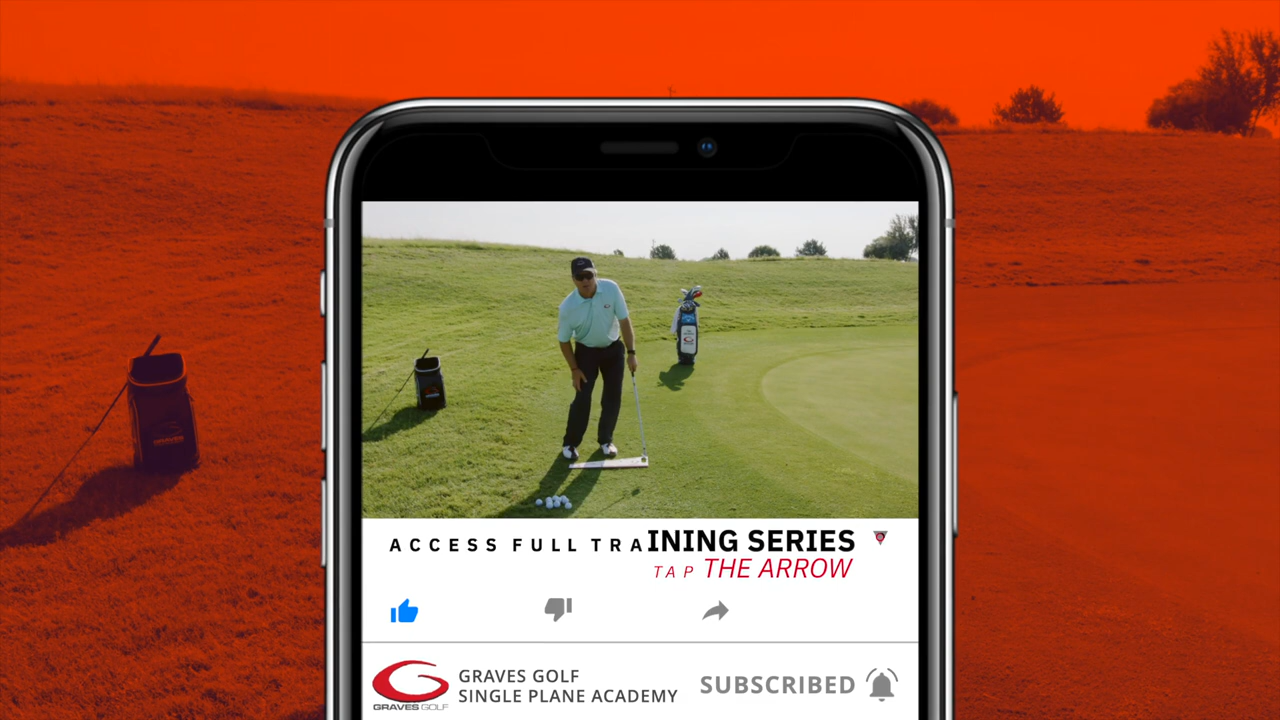 ACCESS FULL TRAINING SERIES
TAP THE ARROW
GRAVES GOLF
SINGLE PLANE ACADEMY
SUBSCRIBED
GRAVES GOLF